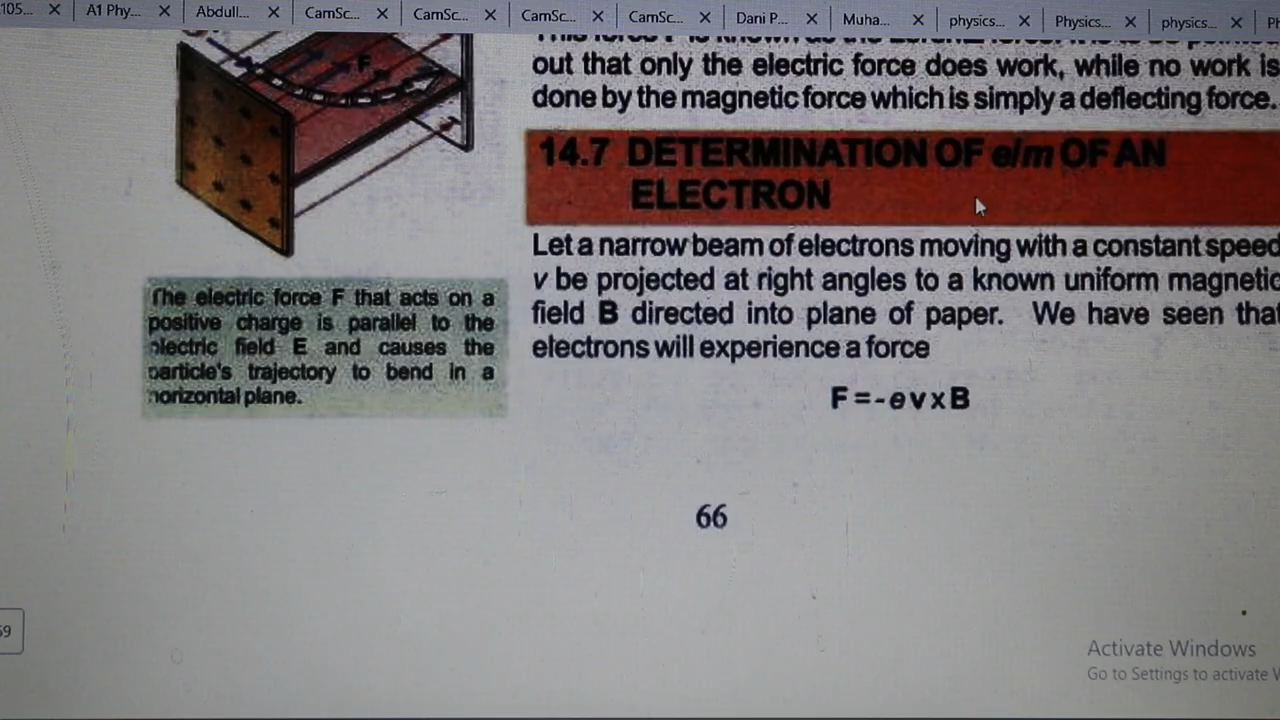 105...
A1 Phy...
Abdull...
CamSc...
CamSc...
CamSc...
CamSc...
Dani P...
Muha...
physics...
Physics...
physics...
Ph
F
out that only the electric force does work, while no work is
done by the magnetic force which is simply a deflecting force.
14.7 DETERMINATION OF e/m OF AN
ELECTRON
Let a narrow beam of electrons moving with a constant speed
v be projected at right angles to a known uniform magnetic
field B directed into plane of paper. We have seen that
electrons will experience a force
F = - e v x B
The electric force F that acts on a
positive charge is parallel to the
electric field E and causes the
particle's trajectory to bend in a
horizontal plane.
66
69
Activate Windows
Go to Settings to activate W